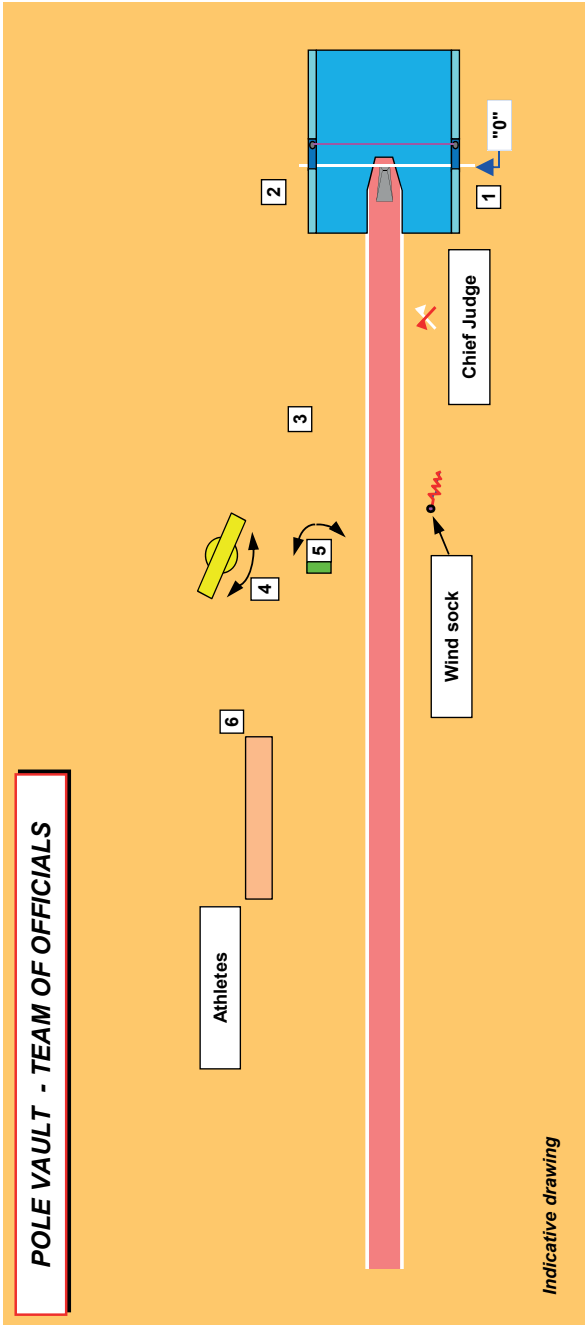 POLE VAULT - TEAM OF OFFICIALS
Athletes
6
4
5
3
2
1
"0"
Chief Judge
Wind sock
Indicative drawing